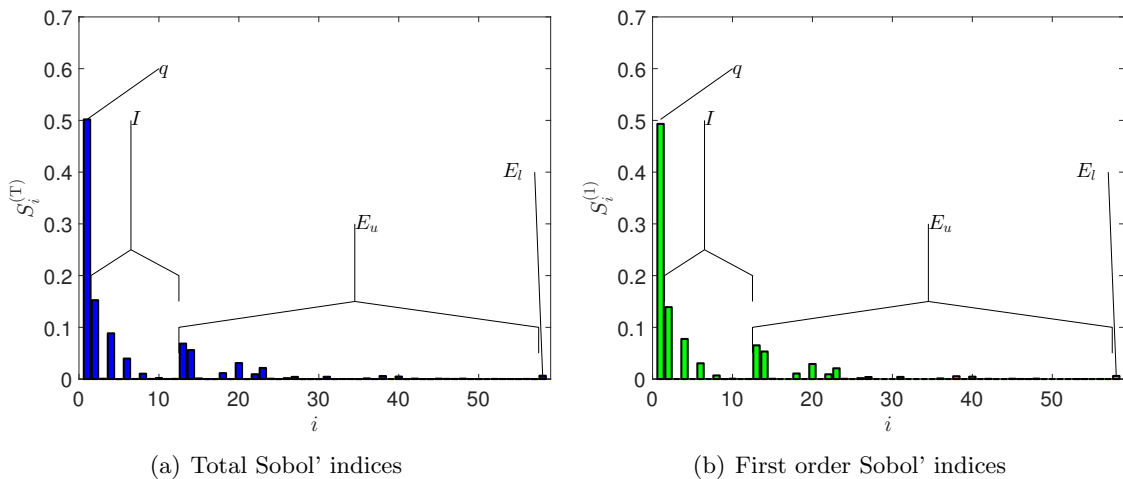 0.7
0.6
0.5
0.4
0.3
0.2
0.1
0
S_i^(T)
q
I
E_u
E_l
0 10 20 30 40 50
i
(a) Total Sobol’ indices
0.7
0.6
0.5
0.4
0.3
0.2
0.1
0
S_i^(1)
q
I
E_u
E_l
0 10 20 30 40 50
i
(b) First order Sobol’ indices